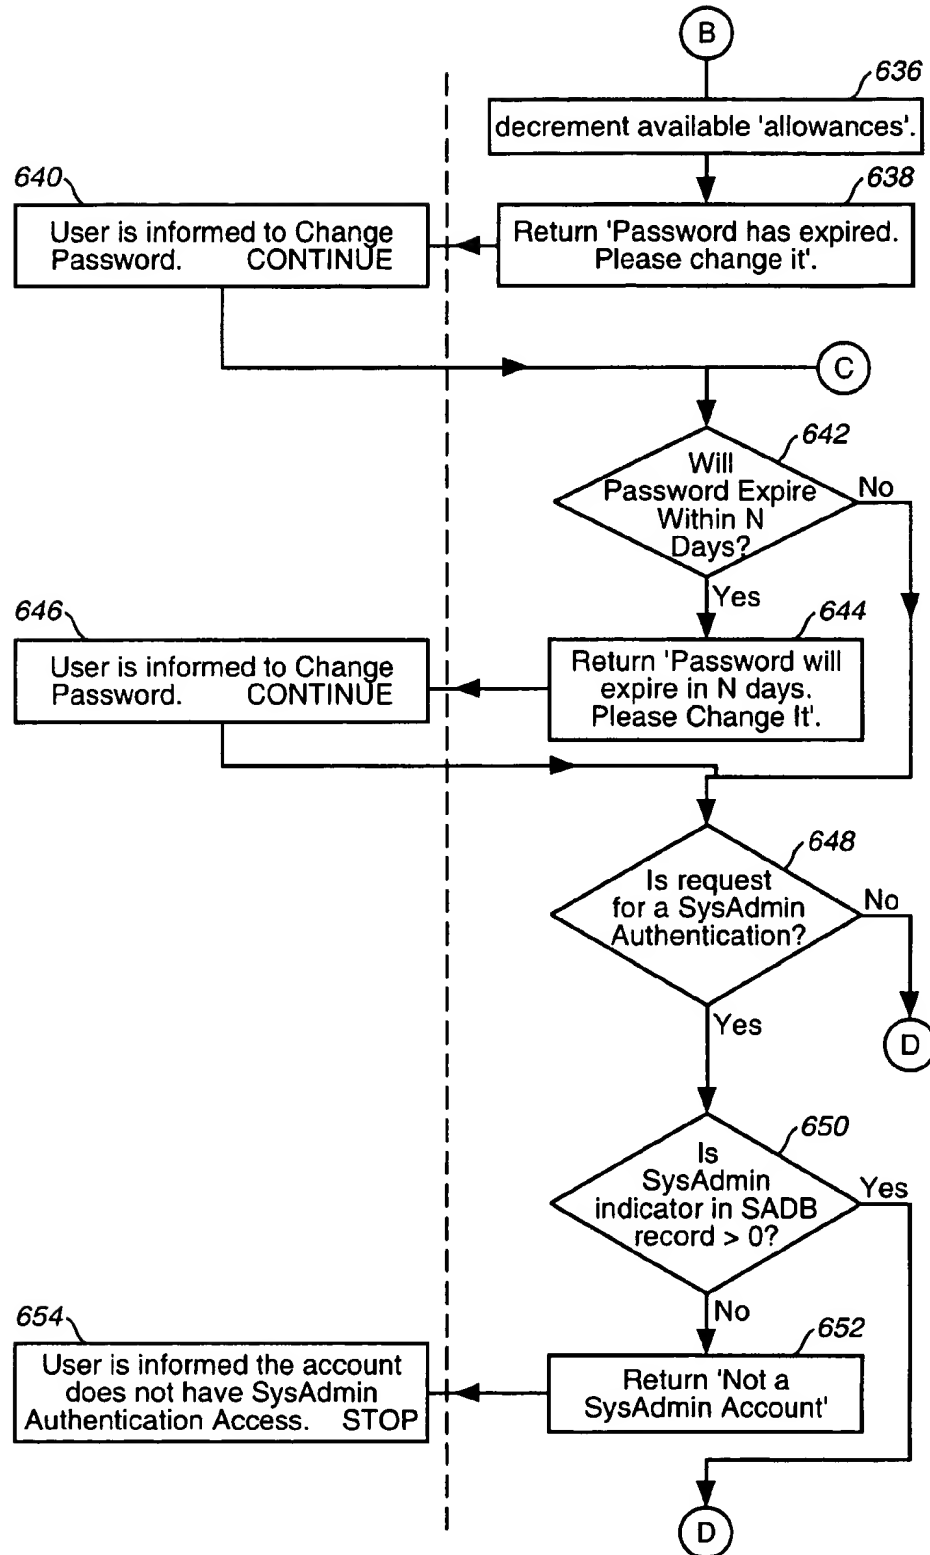 B
636
decrement available 'allowances'.
640
638
User is informed to Change
Password. CONTINUE
Return 'Password has expired.
Please change it'.
C
642
Will
Password Expire
Within N
Days?
No
Yes
646
644
User is informed to Change
Password. CONTINUE
Return 'Password will
expire in N days.
Please Change It'.
648
Is request
for a SysAdmin
Authentication?
No
Yes
D
650
Is
SysAdmin
indicator in SADB
record > 0?
Yes
No
654
652
User is informed the account
does not have SysAdmin
Authentication Access. STOP
Return 'Not a
SysAdmin Account'
D